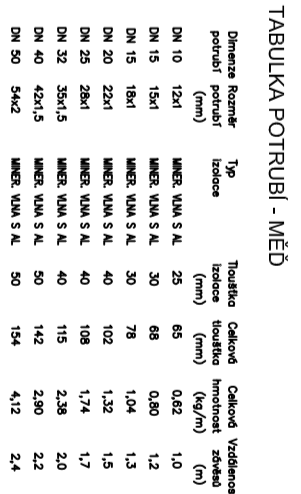 TABULKA POTRUBÍ - MĚĎ
Dimenze Rozměr Typ Tloušťka Celková Celková Vzdálenos
potrubí potrubí izolace izolace tloušťka hmotnost závěsů
(mm) (mm) (mm) (kg/m) (m)
DN 10 12x1 MINER. VLNA S AL 25 65 0,62 1,0
DN 15 15x1 MINER. VLNA S AL 30 68 0,80 1,2
DN 15 18x1 MINER. VLNA S AL 30 78 1,04 1,3
DN 20 22x1 MINER. VLNA S AL 40 102 1,32 1,5
DN 25 28x1 MINER. VLNA S AL 40 108 1,74 1,7
DN 32 35x1,5 MINER. VLNA S AL 40 115 2,38 2,0
DN 40 42x1,5 MINER. VLNA S AL 50 142 2,90 2,2
DN 50 54x2 MINER. VLNA S AL 50 154 4,12 2,4